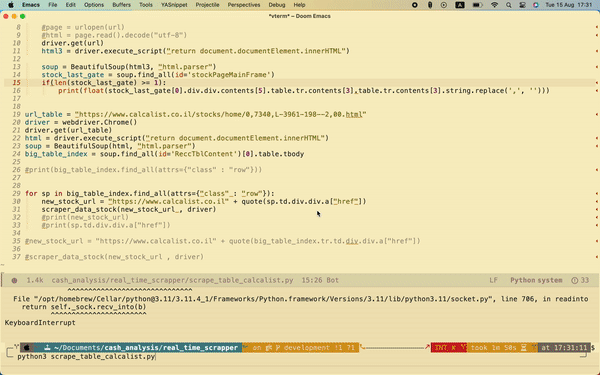 Emacs File Edit Options Buffers Tools YASnippet Projectile Text Help Tue 15 Aug 17:31
*vterm* – Doom Emacs
8 #page = urlopen(url)
9 #html = page.read().decode("utf-8")
10 driver.get(url)
11 html3 = driver.execute_script("return document.documentElement.innerHTML")
12
13 soup = BeautifulSoup(html3, "html.parser")
14 stock_last_gate = soup.find_all(id='stockPageMainFrame')
15 if(len(stock_last_gate) >= 1):
16 print(float(stock_last_gate[0].div.div.contents[5].table.tr.contents[3].table.tr.contents[3].string.replace(',', '')))
17
18
19 url_table = "https://www.calcalist.co.il/stocks/home/0,7340,L-3961-198--2,00.html"
20 driver = webdriver.Chrome()
21 driver.get(url_table)
22 html = driver.execute_script("return document.documentElement.innerHTML")
23 soup = BeautifulSoup(html, "html.parser")
24 big_table_index = soup.find_all(id='ReccTblContent')[0].table.tbody
25
26 #print(big_table_index.find_all(attrs={"class" : "row"}))
27
28
29 for sp in big_table_index.find_all(attrs={"class" : "row"}):
30 new_stock_url = "https://www.calcalist.co.il" + quote(sp.td.div.div.a["href"])
31 scraper_data_stock(new_stock_url, driver)
32 #print(new_stock_url)
33 #print(sp.td.div.div.a["href"])
34
35 #new_stock_url = "https://www.calcalist.co.il" + quote(big_table_index.tr.td.div.div.a["href"])
36
37 #scraper_data_stock(new_stock_url , driver)
1.4k cash_analysis/real_time_scrapper/scrape_table_calcalist.py 15:26 Bot LF Python system 33
^^^^^^^^^^^^^^^^^^^^^^^^^^^^^^
File "/opt/homebrew/Cellar/python@3.11/3.11.4_1/Frameworks/Python.framework/Versions/3.11/lib/python3.11/socket.py", line 706, in readinto
return self._sock.recv_into(b)
^^^^^^^^^^^^^^^^^^^^^^^
KeyboardInterrupt
~/Documents/cash_analysis/real_time_scrapper on development !1 ?1 INT took 1m 50s at 17:31:11
python3 scrape_table_calcalist.py